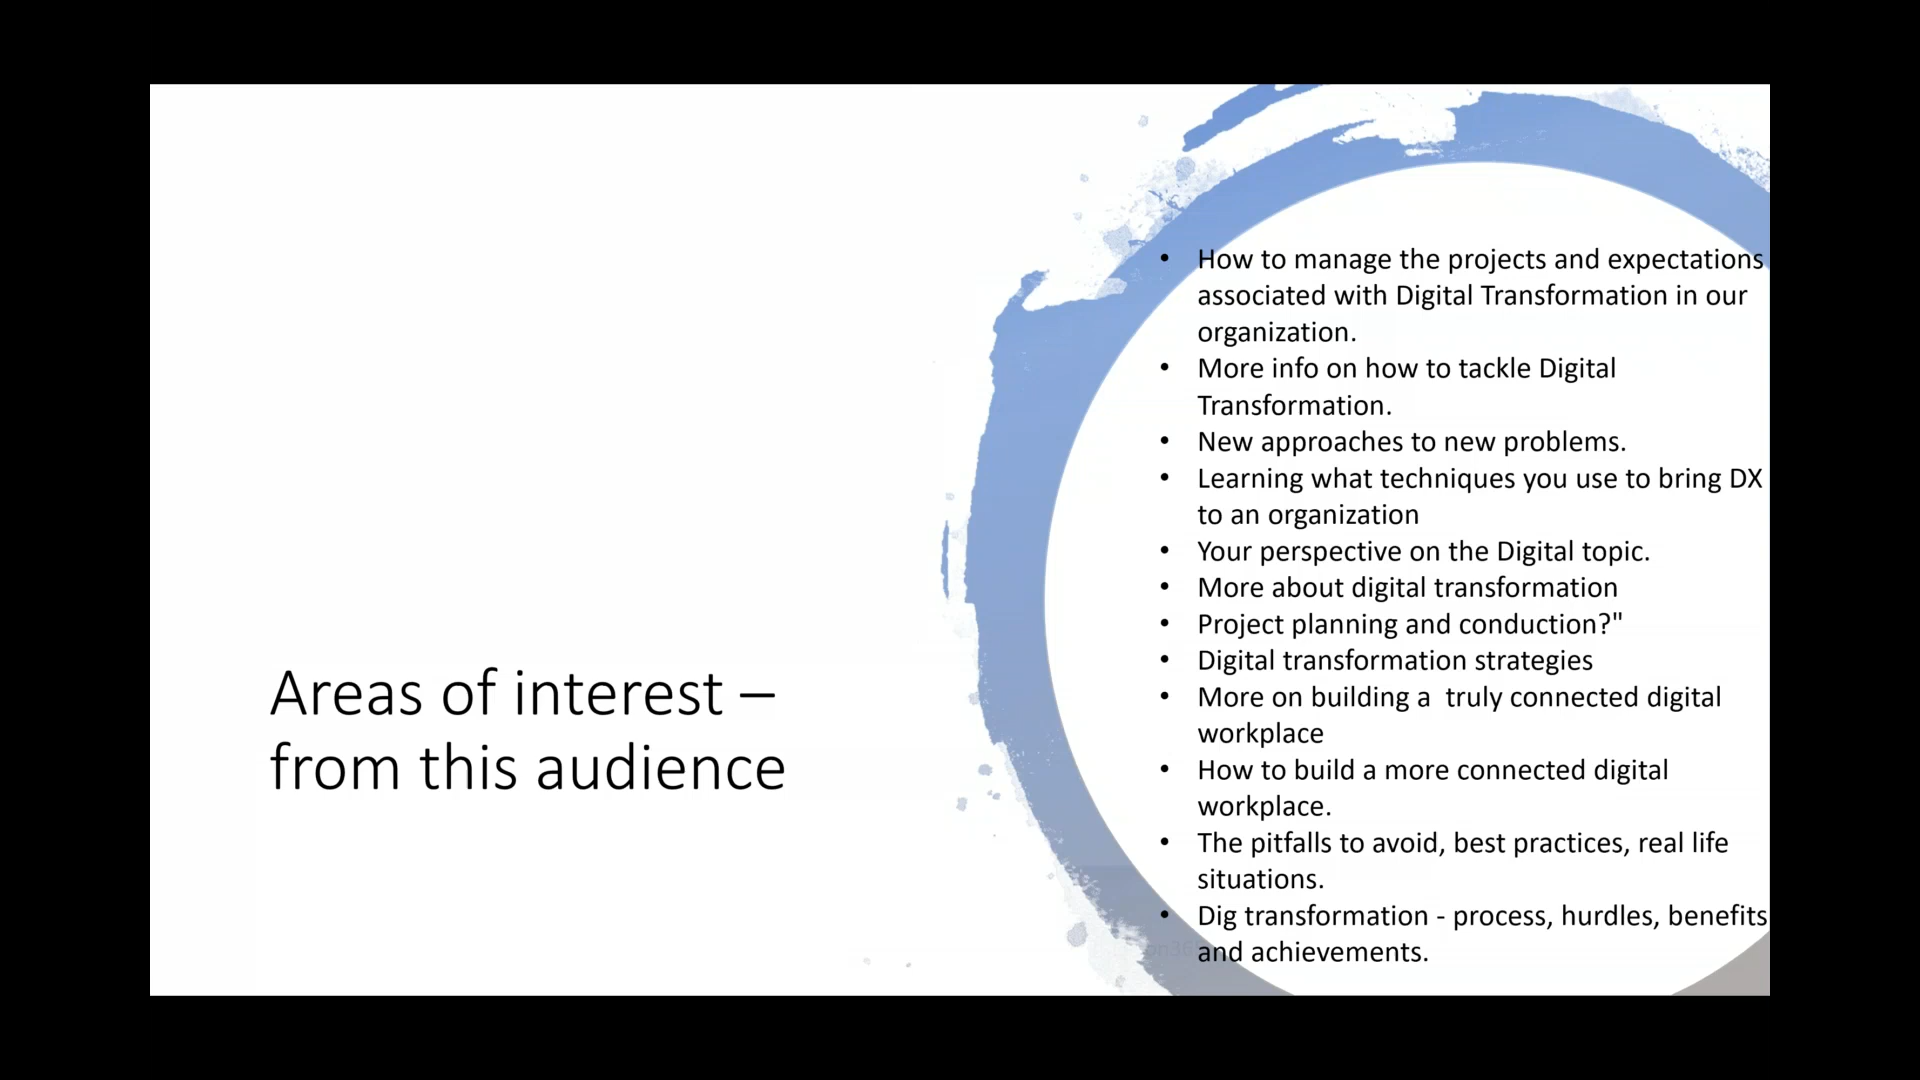 Areas of interest –
from this audience
• How to manage the projects and expectations
associated with Digital Transformation in our
organization.
• More info on how to tackle Digital
Transformation.
• New approaches to new problems.
• Learning what techniques you use to bring DX
to an organization
• Your perspective on the Digital topic.
• More about digital transformation
• Project planning and conduction?"
• Digital transformation strategies
• More on building a  truly connected digital
workplace
• How to build a more connected digital
workplace.
• The pitfalls to avoid, best practices, real life
situations.
• Dig transformation - process, hurdles, benefits
and achievements.